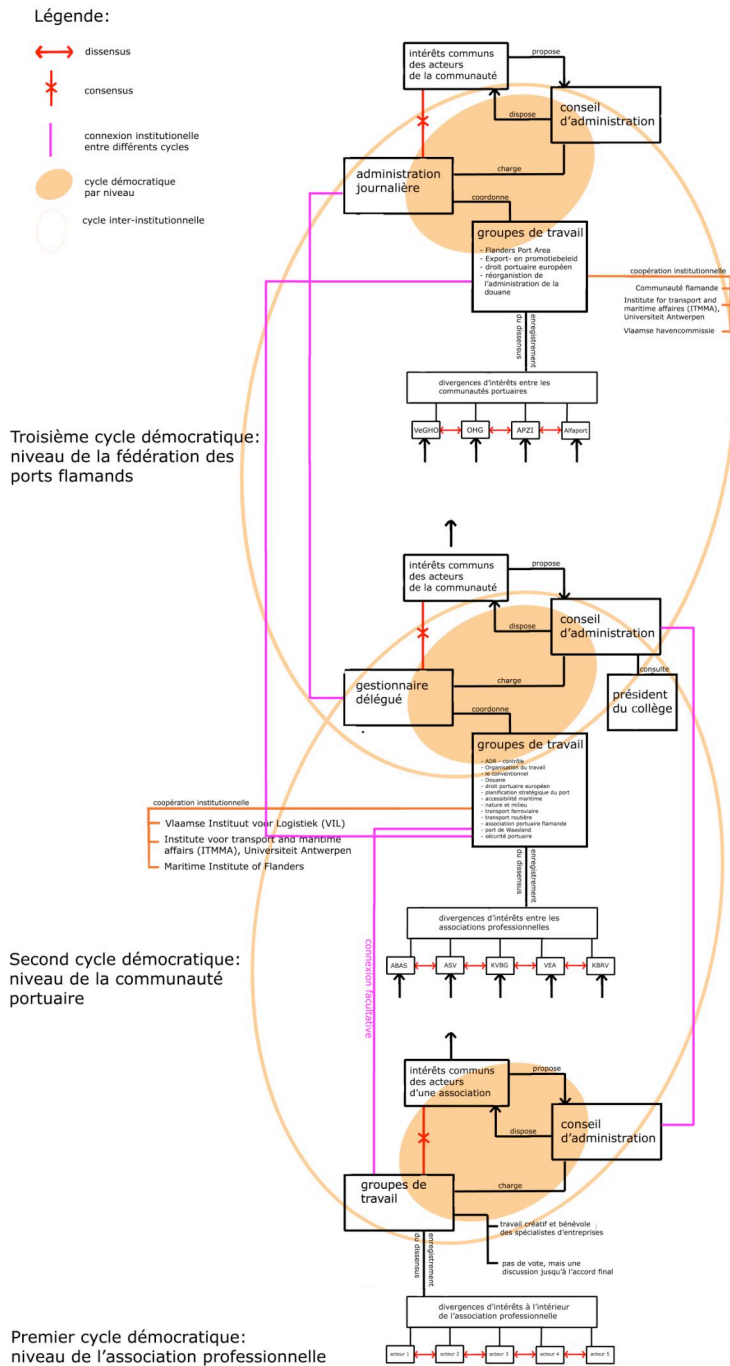 Légende:
dissensus
consensus
connexion institutionelle
entre différents cycles
cycle démocratique
par niveau
cycle inter-institutionnelle
intérêts communs
des acteurs
de la communauté
propose
conseil
d'administration
dispose
administration
journalière
charge
coordonne
groupes de travail
- Flanders Port Area
- Export- en promotiebeleid
- droit portuaire européen
- réorganistion de
l'administration de la
douane
coopération institutionnelle
Communauté flamande
Institute for transport and
maritime affaires (ITMMA),
Universiteit Antwerpen
Vlaamse havencommissie
enregistrement
du dissensus
divergences d'intérêts entre les
communautés portuaires
VeGHO
OHG
APZI
Alfaport
Troisième cycle démocratique:
niveau de la fédération des
ports flamands
intérêts communs
des acteurs
de la communauté
propose
conseil
d'administration
dispose
consulte
président
du collège
gestionnaire
délégué
charge
coordonne
groupes de travail
- ADR - contrôle
- Organisation du travail
- le conventionnel
- Douane
- droit portuaire européen
- planification stratégique du port
- accessibilité maritime
- nature et milieu
- transport ferroviaire
- transport routière
- association portuaire flamande
- port de Waasland
- sécurité portuaire
coopération institutionnelle
Vlaamse Instituut voor Logistiek (VIL)
Institute voor transport and maritime
affairs (ITMMA), Universiteit Antwerpen
Maritime Institute of Flanders
enregistrement
du dissensus
divergences d'intérêts entre les
associations professionnelles
ABAS
ASV
KVBG
VEA
KBRV
connexion facultative
Second cycle démocratique:
niveau de la communauté
portuaire
intérêts communs
des acteurs
d'une association
propose
conseil
d'administration
dispose
groupes de
travail
charge
travail créatif et bénévole
des spécialistes d'entreprises
pas de vote, mais une
discussion jusqu'à l'accord final
enregistrement
du dissensus
divergences d'intérêts à l'intérieur
de l'association professionnelle
acteur 1
acteur 2
acteur 3
acteur 4
acteur 5
Premier cycle démocratique:
niveau de l'association professionnelle